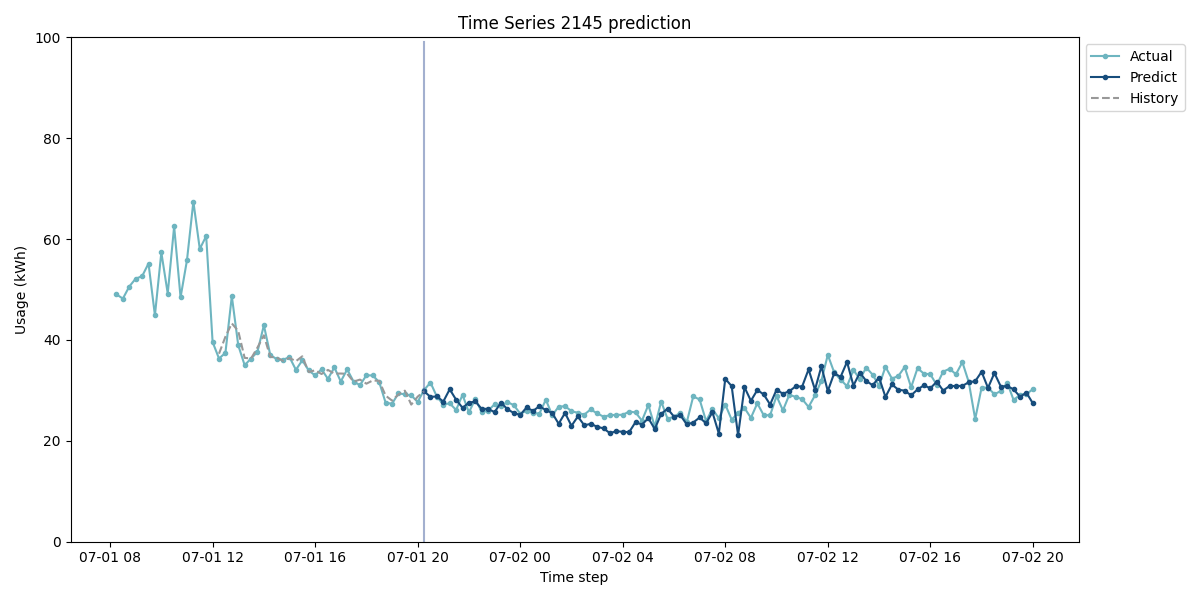 Time Series 2145 prediction
100
80
60
40
20
0
Usage (kWh)
07-01 08
07-01 12
07-01 16
07-01 20
07-02 00
07-02 04
07-02 08
07-02 12
07-02 16
07-02 20
Time step
Actual
Predict
History